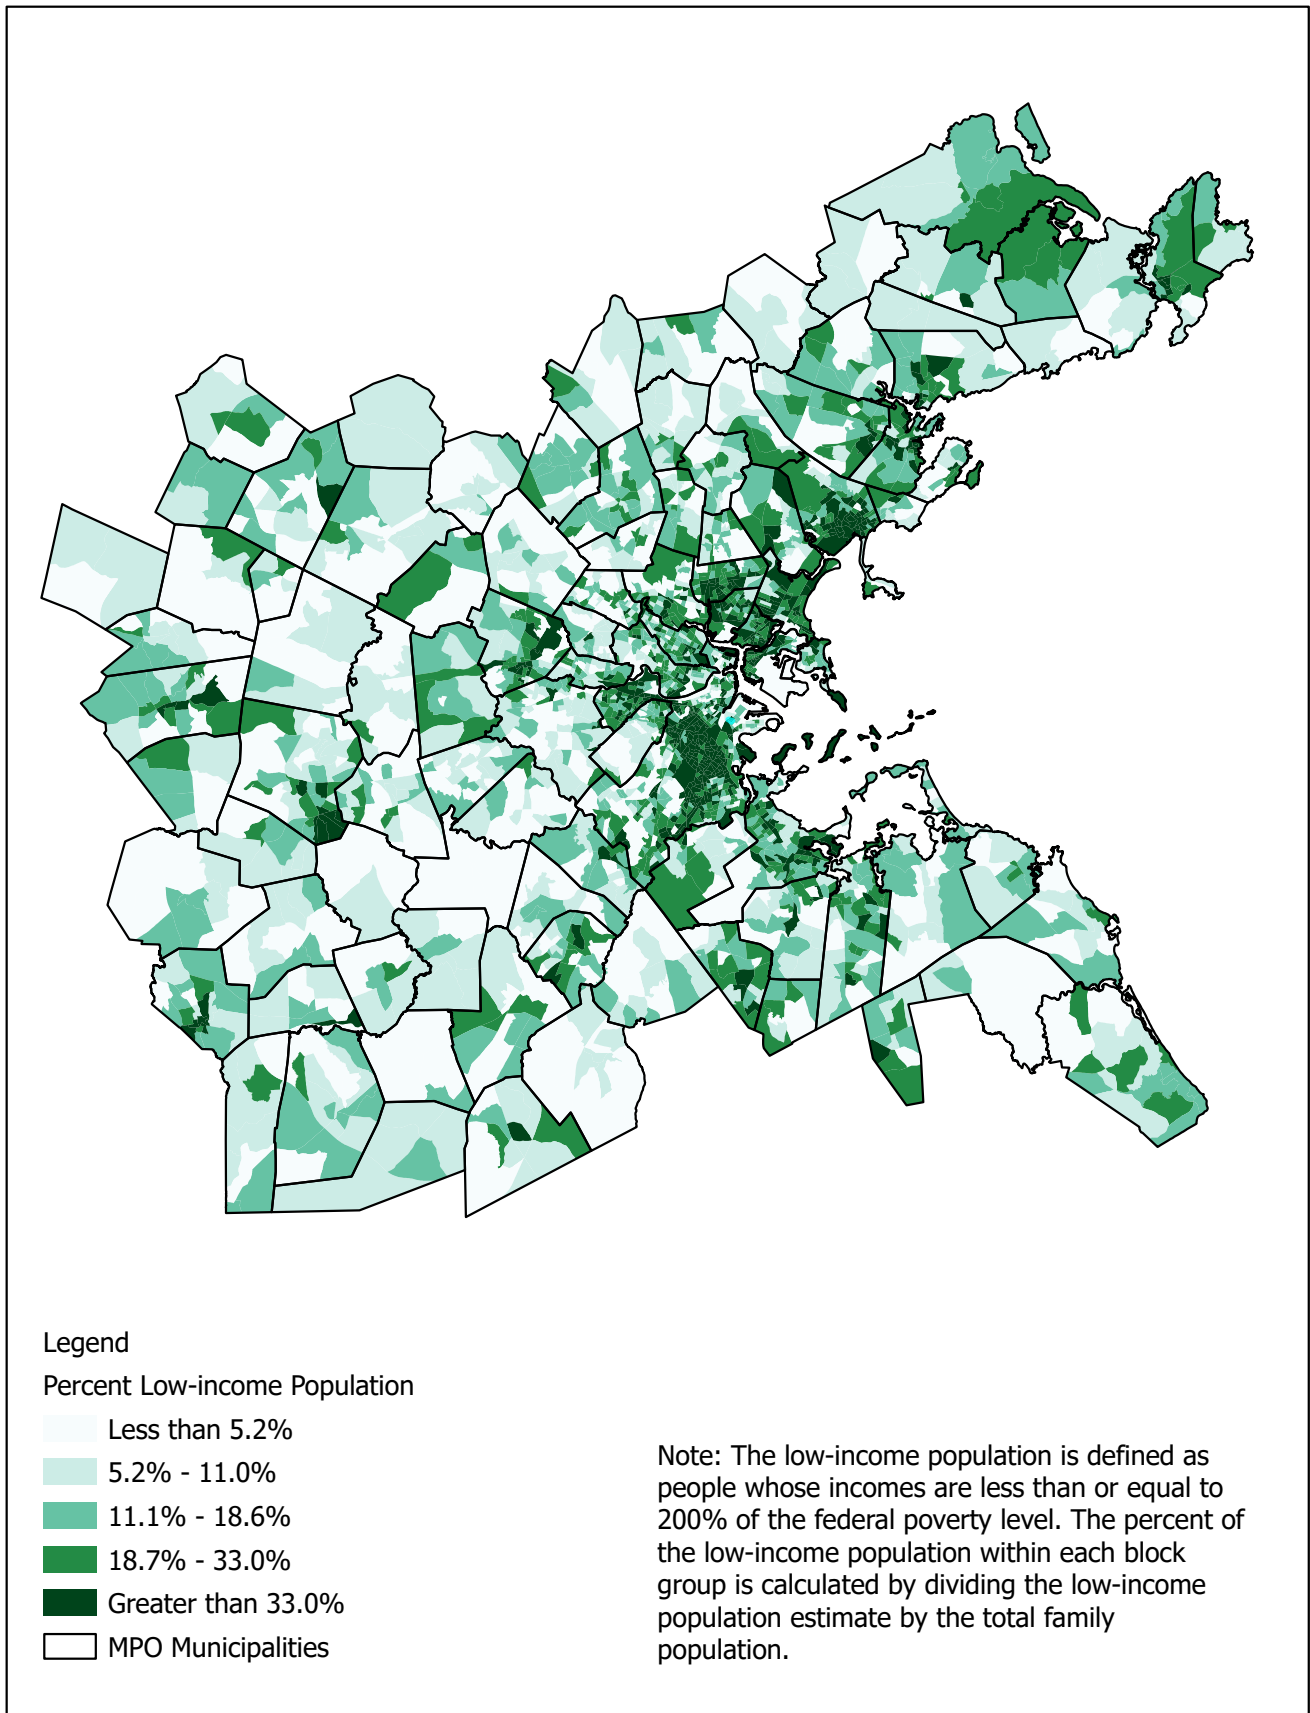 Legend
Percent Low-income Population
Less than 5.2%
5.2% - 11.0%
11.1% - 18.6%
18.7% - 33.0%
Greater than 33.0%
MPO Municipalities
Note: The low-income population is defined as
people whose incomes are less than or equal to
200% of the federal poverty level. The percent of
the low-income population within each block
group is calculated by dividing the low-income
population estimate by the total family
population.